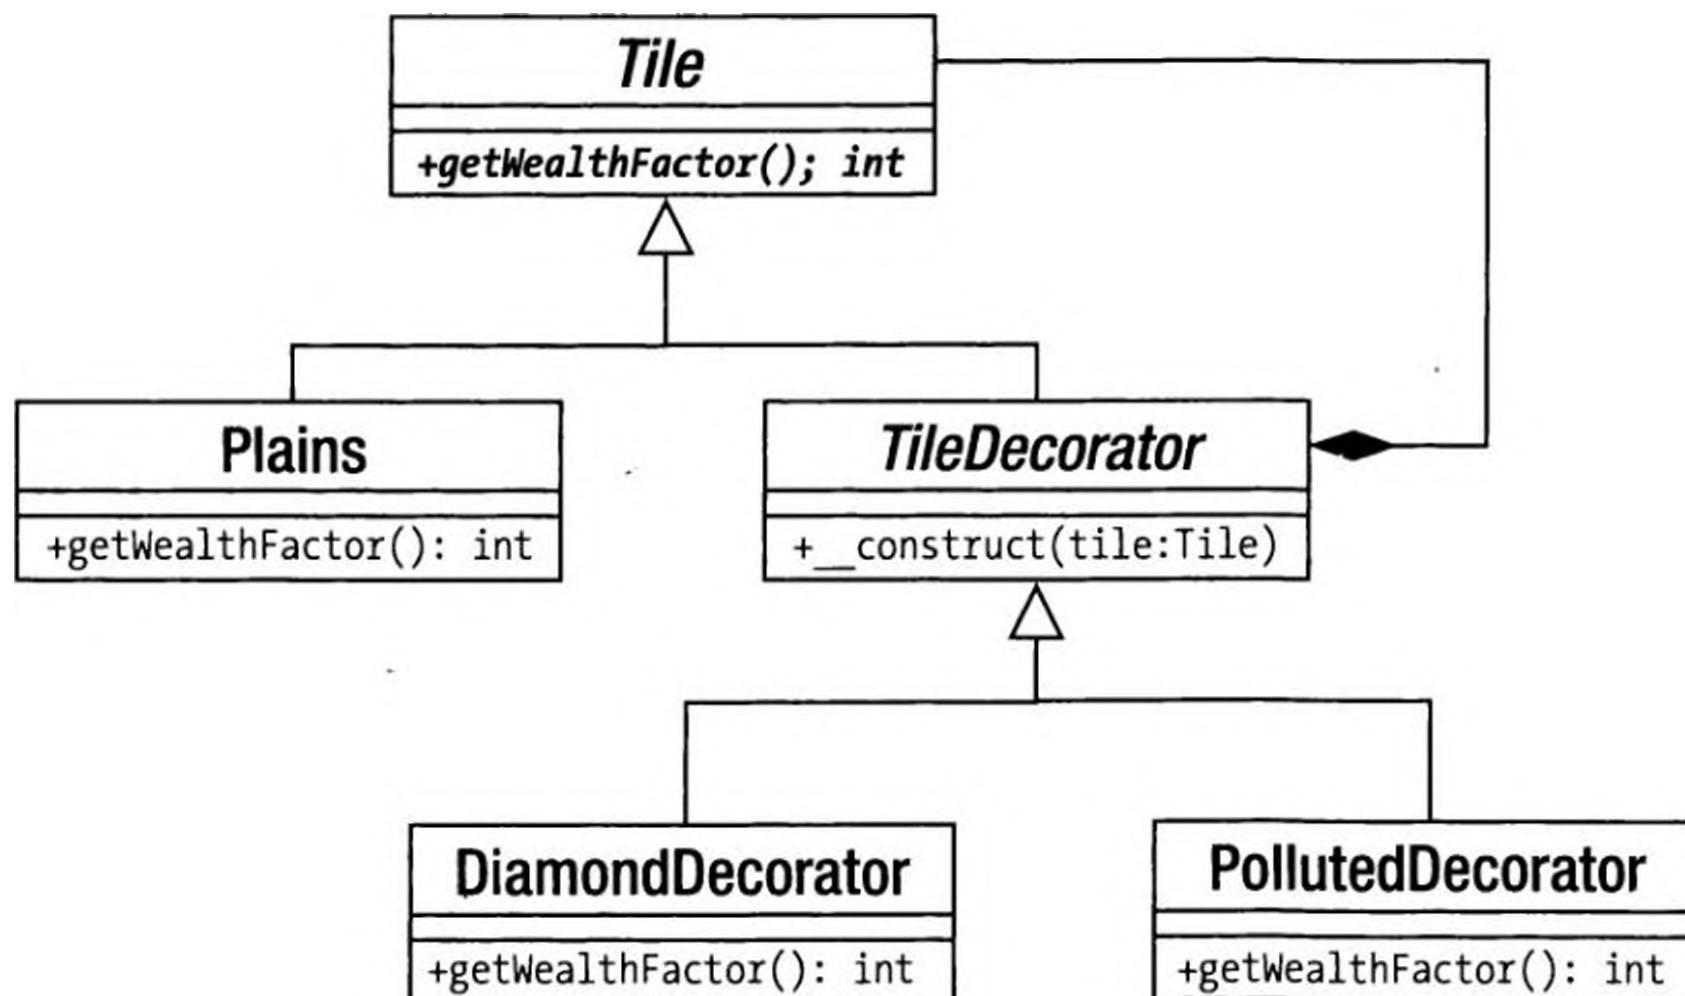 Tile
+getWealthFactor(); int
Plains
+getWealthFactor(): int
TileDecorator
+__construct(tile:Tile)
DiamondDecorator
+getWealthFactor(): int
PollutedDecorator
+getWealthFactor(): int